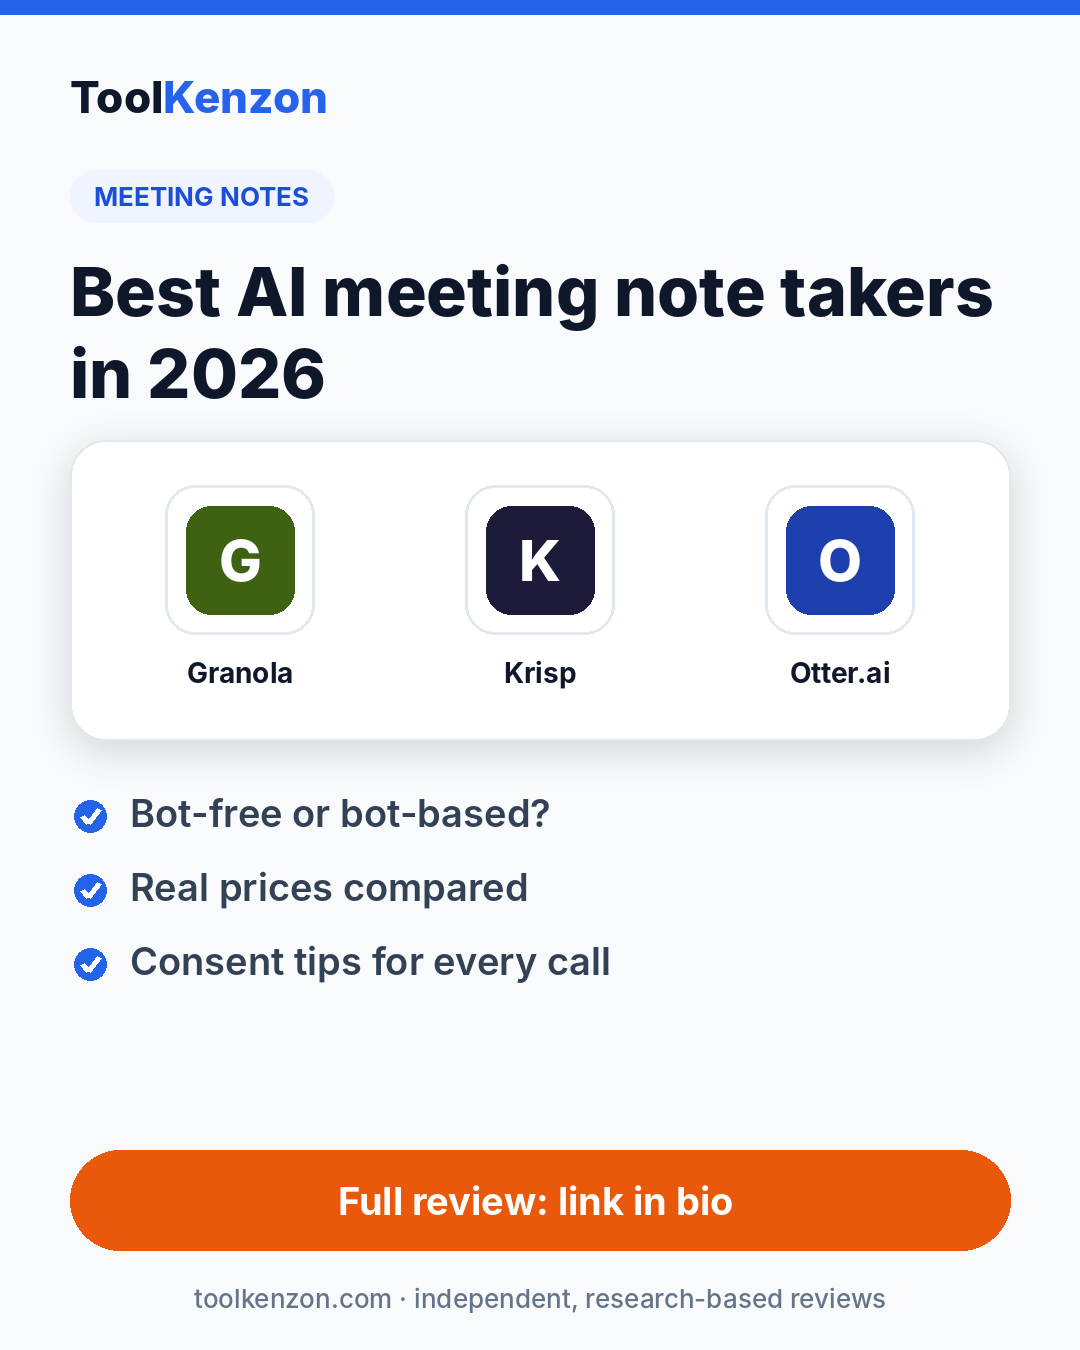 ToolKenzon
MEETING NOTES
Best AI meeting note takers
in 2026
G
K
O
Granola
Krisp
Otter.ai
Bot-free or bot-based?
Real prices compared
Consent tips for every call
Full review: link in bio
toolkenzon.com · independent, research-based reviews